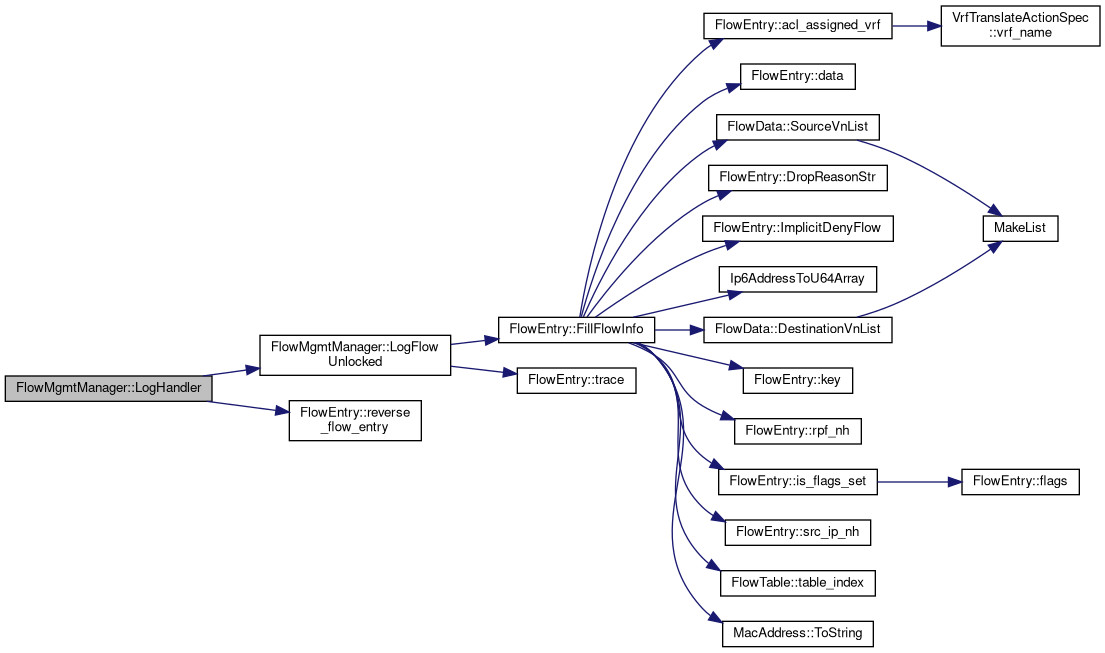 FlowEntry::acl_assigned_vrf
VrfTranslateActionSpec
::vrf_name
FlowEntry::data
FlowData::SourceVnList
FlowEntry::DropReasonStr
FlowEntry::ImplicitDenyFlow
MakeList
Ip6AddressToU64Array
FlowEntry::FillFlowInfo
FlowData::DestinationVnList
FlowMgmtManager::LogFlow
Unlocked
FlowEntry::trace
FlowEntry::key
FlowMgmtManager::LogHandler
FlowEntry::reverse
_flow_entry
FlowEntry::rpf_nh
FlowEntry::is_flags_set
FlowEntry::flags
FlowEntry::src_ip_nh
FlowTable::table_index
MacAddress::ToString